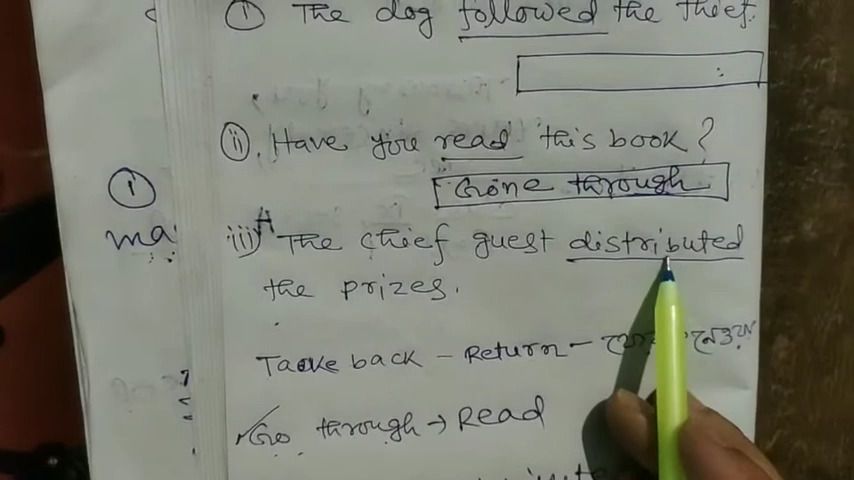 (i) The dog followed the thief.
(ii). Have you read this book?
Gone through
(i)
ma
iii) The chief guest distributed
the prizes.
Take back - Return -
Go through → Read